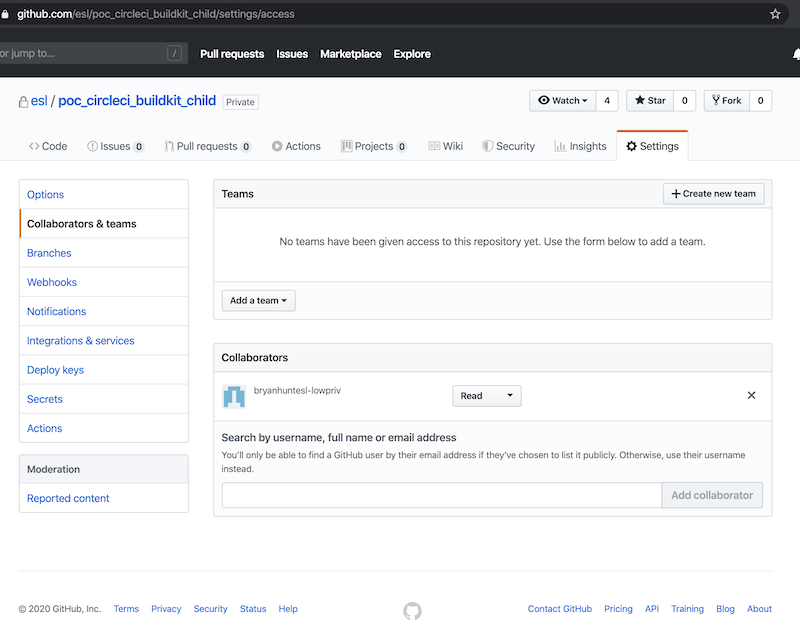 github.com/esl/poc_circleci_buildkit_child/settings/access
or jump to... /
Pull requests Issues Marketplace Explore
esl / poc_circleci_buildkit_child Private
Watch 4 Star 0 Fork 0
Code Issues 0 Pull requests 0 Actions Projects 0 Wiki Security Insights Settings
Options
Collaborators & teams
Branches
Webhooks
Notifications
Integrations & services
Deploy keys
Secrets
Actions
Moderation
Reported content
Teams Create new team
No teams have been given access to this repository yet. Use the form below to add a team.
Add a team
Collaborators
bryanhuntesl-lowpriv Read
Search by username, full name or email address
You'll only be able to find a GitHub user by their email address if they've chosen to list it publicly. Otherwise, use their username
instead.
Add collaborator
© 2020 GitHub, Inc. Terms Privacy Security Status Help Contact GitHub Pricing API Training Blog About